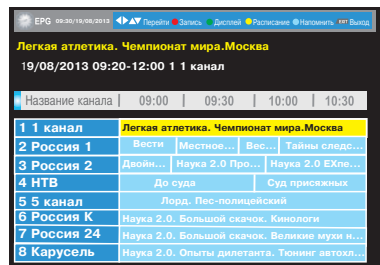 EPG 09:30/19/08/2013 Перейти Запись Дисплей Расписание Напомнить EXIT Выход
Легкая атлетика. Чемпионат мира.Москва
19/08/2013 09:20-12:00 1 1 канал
Название канала | 09:00 | 09:30 | 10:00 | 10:30
1 1 канал Легкая атлетика. Чемпионат мира.Москва
2 Россия 1 Вести Местное... Вес... Тайны следс...
3 Россия 2 Двойн... Наука 2.0 Про... Наука 2.0 ЕХпе...
4 НТВ До суда Суд присяжных
5 5 канал Лорд. Пес-полицейский
6 Россия К Наука 2.0. Большой скачок. Кинологи
7 Россия 24 Наука 2.0. Большой скачок. Великие мухи н...
8 Карусель Наука 2.0. Опыты дилетанта. Тюнинг автохл...